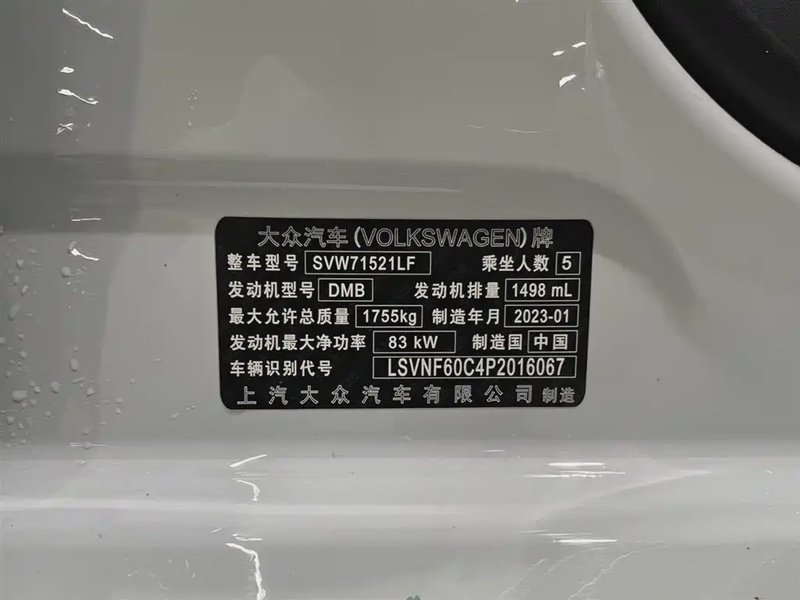 大众汽车(VOLKSWAGEN)牌
整车型号 SVW71521LF 乘坐人数 5
发动机型号 DMB 发动机排量 1498 mL
最大允许总质量 1755kg 制造年月 2023-01
发动机最大净功率 83 kW 制造国 中国
车辆识别代号 LSVNF60C4P2016067
上汽大众汽车有限公司 制造